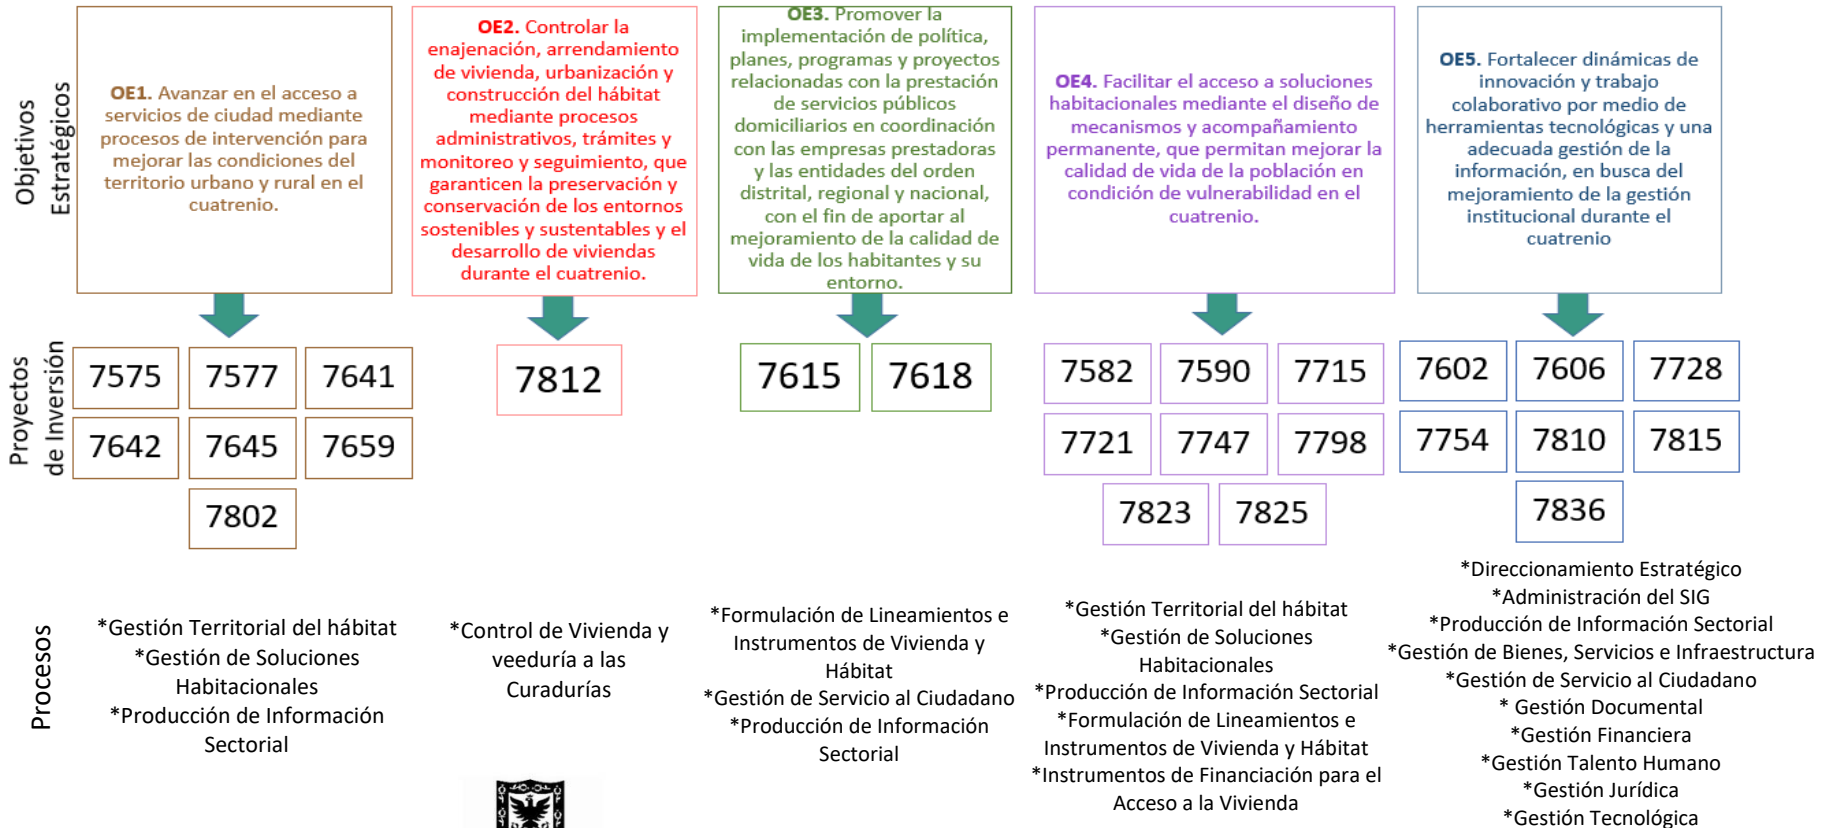 Objetivos
Estratégicos
OE1. Avanzar en el acceso a
servicios de ciudad mediante
procesos de intervención para
mejorar las condiciones del
territorio urbano y rural en el
cuatrenio.
OE2. Controlar la
enajenación, arrendamiento
de vivienda, urbanización y
construcción del hábitat
mediante procesos
administrativos, trámites y
monitoreo y seguimiento, que
garanticen la preservación y
conservación de los entornos
sostenibles y sustentables y el
desarrollo de viviendas
durante el cuatrenio.
OE3. Promover la
implementación de política,
planes, programas y proyectos
relacionadas con la prestación
de servicios públicos
domiciliarios en coordinación
con las empresas prestadoras
y las entidades del orden
distrital, regional y nacional,
con el fin de aportar al
mejoramiento de la calidad de
vida de los habitantes y su
entorno.
OE4. Facilitar el acceso a soluciones
habitacionales mediante el diseño de
mecanismos y acompañamiento
permanente, que permitan mejorar la
calidad de vida de la población en
condición de vulnerabilidad en el
cuatrenio.
OE5. Fortalecer dinámicas de
innovación y trabajo
colaborativo por medio de
herramientas tecnológicas y una
adecuada gestión de la
información, en busca del
mejoramiento de la gestión
institucional durante el
cuatrenio
Proyectos
de Inversión
7575 7577 7641
7642 7645 7659
7802
7812
7615 7618
7582 7590 7715
7721 7747 7798
7823 7825
7602 7606 7728
7754 7810 7815
7836
Procesos
*Gestión Territorial del hábitat
*Gestión de Soluciones
Habitacionales
*Producción de Información
Sectorial
*Control de Vivienda y
veeduría a las
Curadurías
*Formulación de Lineamientos e
Instrumentos de Vivienda y
Hábitat
*Gestión de Servicio al Ciudadano
*Producción de Información
Sectorial
*Gestión Territorial del hábitat
*Gestión de Soluciones
Habitacionales
*Producción de Información Sectorial
*Formulación de Lineamientos e
Instrumentos de Vivienda y Hábitat
*Instrumentos de Financiación para el
Acceso a la Vivienda
*Direccionamiento Estratégico
*Administración del SIG
*Producción de Información Sectorial
*Gestión de Bienes, Servicios e Infraestructura
*Gestión de Servicio al Ciudadano
* Gestión Documental
*Gestión Financiera
*Gestión Talento Humano
*Gestión Jurídica
*Gestión Tecnológica